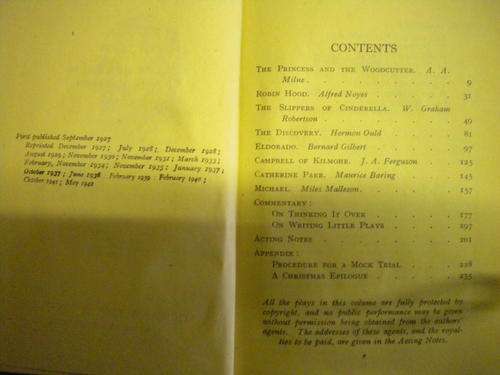 First published September 1927
Reprinted December 1927; July 1928; December 1928;
August 1929; November 1930; November 1931; March 1933;
February, November 1934; November 1935; January 1937;
October 1937; June 1938 February 1939 February 1940;
October 1941; May 1942
CONTENTS
THE PRINCESS AND THE WOODCUTTER. A. A.
Milne . . . . . . . 9
ROBIN HOOD. Alfred Noyes . . . . 31
THE SLIPPERS OF CINDERELLA. W. Graham
Robertson . . . . . . 49
THE DISCOVERY. Hermon Ould . . . 81
ELDORADO. Bernard Gilbert . . . . 97
CAMPBELL OF KILMOHR. J. A. Ferguson . 125
CATHERINE PARR. Maurice Baring . . 145
MICHAEL. Miles Malleson. . . . . 157
COMMENTARY:
ON THINKING IT OVER . . . . 177
ON WRITING LITTLE PLAYS . . . 197
ACTING NOTES . . . . . . 201
APPENDIX:
PROCEDURE FOR A MOCK TRIAL . . . 228
A CHRISTMAS EPILOGUE . . . . 235
All the plays in this volume are fully protected by
copyright, and no public performance may be given
without permission being obtained from the authors'
agents. The addresses of these agents, and the royal-
ties to be paid, are given in the Acting Notes.